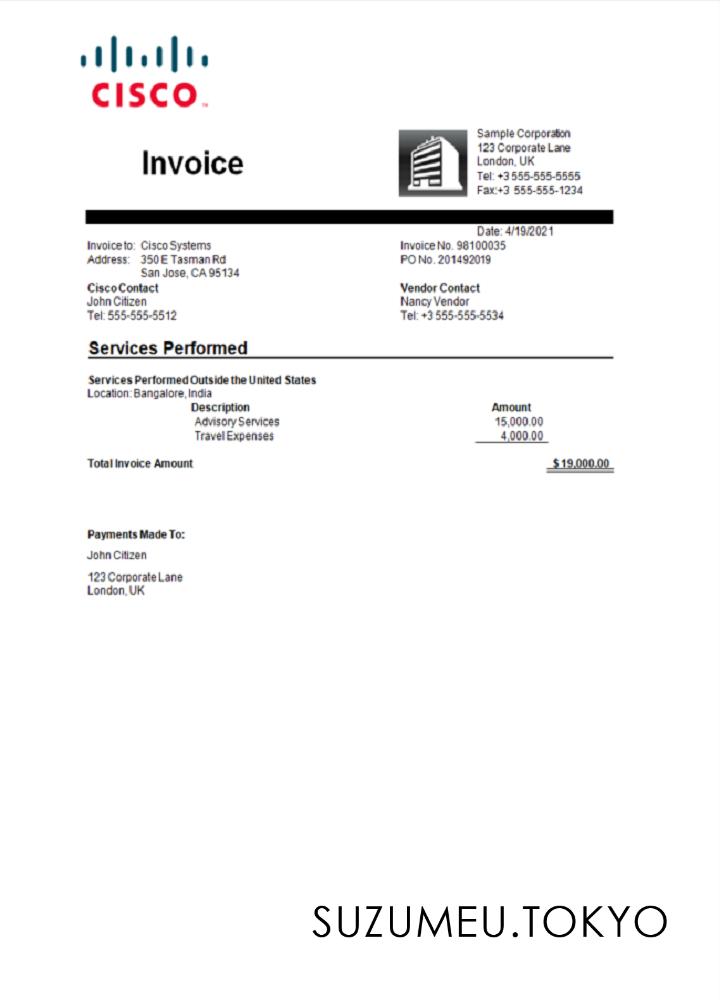 CISCO
Invoice
Sample Corporation
123 Corporate Lane
London, UK
Tel: +3 555-555-5555
Fax:+3 555-555-1234
Date: 4/19/2021
Invoice to: Cisco Systems
Invoice No. 98100035
Address: 350 E Tasman Rd
PO No. 201492019
San Jose, CA 95134
Cisco Contact
John Citizen
Tel: 555-555-5512
Vendor Contact
Nancy Vendor
Tel: +3 555-555-5534
Services Performed
Services Performed Outside the United States
Location: Bangalore, India
Description Amount
Advisory Services 15,000.00
Travel Expenses 4,000.00
Total Invoice Amount $19,000.00
Payments Made To:
John Citizen
123 Corporate Lane
London, UK
SUZUMEU.TOKYO